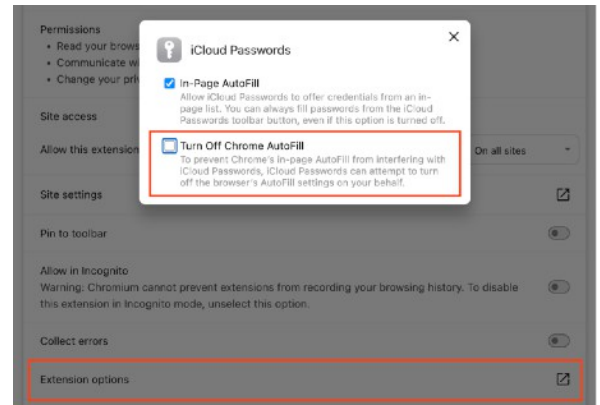 Permissions
• Read your brows
• Communicate wi
• Change your pri
Site access
Allow this extension
On all sites
Site settings
Pin to toolbar
Allow in Incognito
Warning: Chromium cannot prevent extensions from recording your browsing history. To disable
this extension in Incognito mode, unselect this option.
Collect errors
Extension options
iCloud Passwords
In-Page AutoFill
Allow iCloud Passwords to offer credentials from an in-
page list. You can always fill passwords from the iCloud
Passwords toolbar button, even if this option is turned off.
Turn Off Chrome AutoFill
To prevent Chrome's in-page AutoFill from interfering with
iCloud Passwords, iCloud Passwords can attempt to turn
off the browser's AutoFill settings on your behalf.